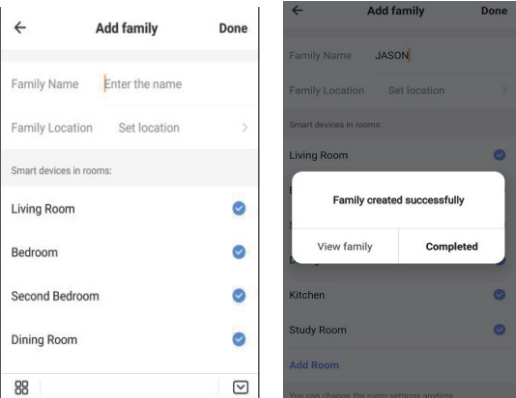 Add family
Done
Family Name
Enter the name
Family Location
Set location
Smart devices in rooms:
Living Room
Bedroom
Second Bedroom
Dining Room
Add family
Done
Family Name
JASON
Family Location
Set location
Smart devices in rooms:
Living Room
Family created successfully
View family
Completed
Kitchen
Study Room
Add Room
You can change the room settings anytime